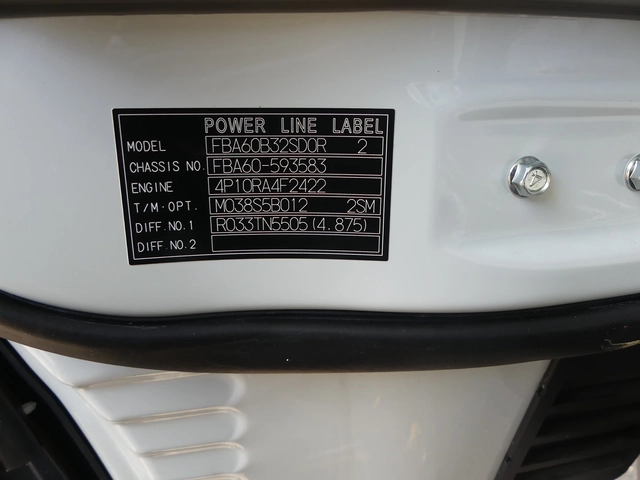 POWER LINE LABEL
MODEL FBA60B32SD0R 2
CHASSIS NO. FBA60-593583
ENGINE 4P10RA4F2422
T/M·OPT. M038S5B012 2SM
DIFF.NO.1 R033TN5505(4.875)
DIFF.NO.2